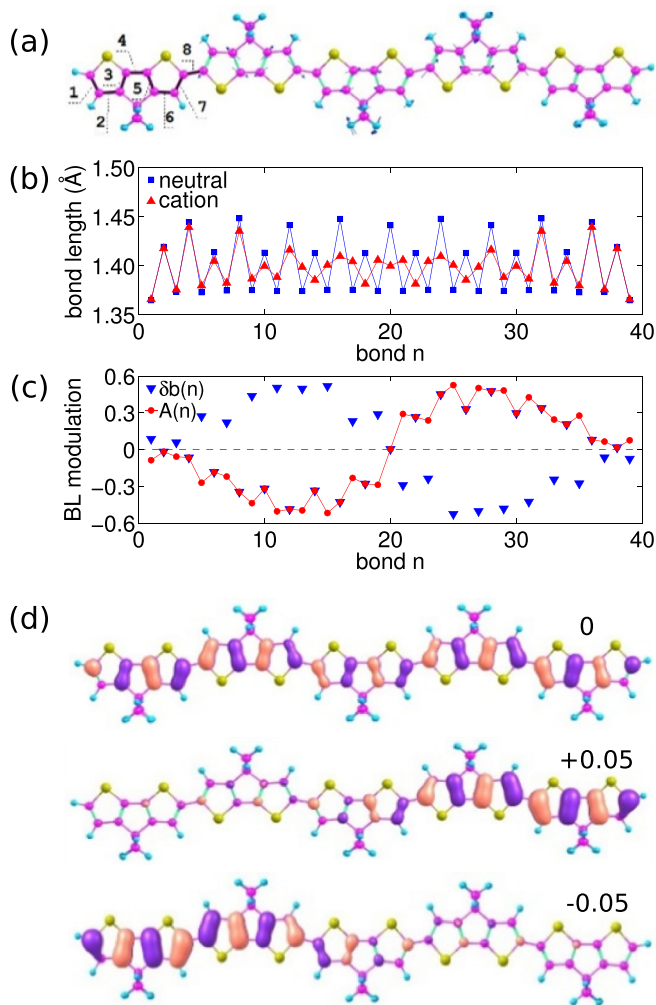 (a)
4
8
3
1
5
7
2
6
(b)
bond length (Å)
1.50
1.45
1.40
1.35
neutral
cation
0
10
20
30
40
bond n
(c)
BL modulation
0.6
0.3
0
−0.3
−0.6
δb(n)
A(n)
0
10
20
30
40
bond n
(d)
0
+0.05
-0.05